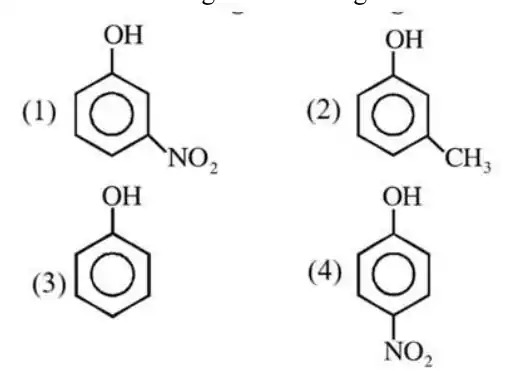 OH OH
(1) (2)
NO₂ CH₃
OH OH
(3) (4)
NO₂